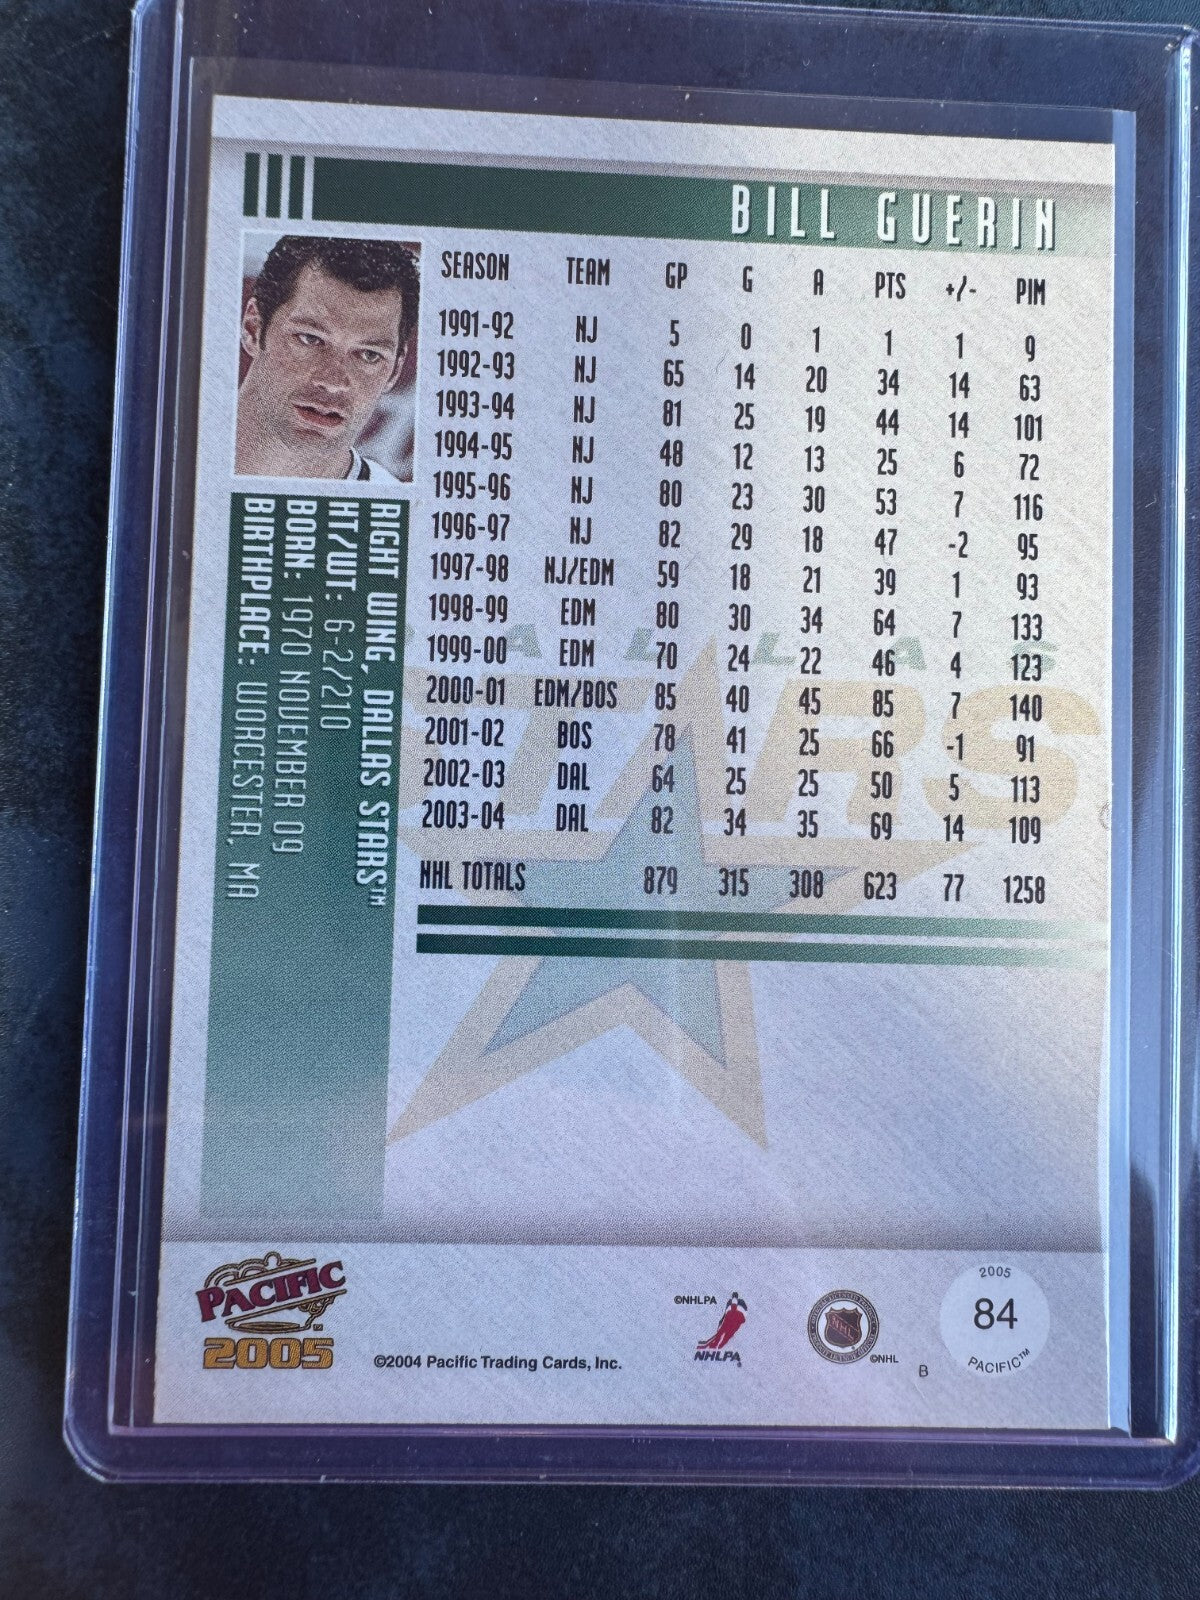 BILL GUERIN
SEASON TEAM GP G A PTS +/- PIM
1991-92 NJ 5 0 1 1 1 9
1992-93 NJ 65 14 20 34 14 63
1993-94 NJ 81 25 19 44 14 101
1994-95 NJ 48 12 13 25 6 72
1995-96 NJ 80 23 30 53 7 116
1996-97 NJ 82 29 18 47 -2 95
1997-98 NJ/EDM 59 18 21 39 1 93
1998-99 EDM 80 30 34 64 7 133
1999-00 EDM 70 24 22 46 4 123
2000-01 EDM/BOS 85 40 45 85 7 140
2001-02 BOS 78 41 25 66 -1 91
2002-03 DAL 64 25 25 50 5 113
2003-04 DAL 82 34 35 69 14 109
NHL TOTALS 879 315 308 623 77 1258
RIGHT WING, DALLAS STARS™
HT/WT: 6-2/210
BORN: 1970 NOVEMBER 09
BIRTHPLACE: WORCESTER, MA
DALLAS
STARS
PACIFIC
2005
©2004 Pacific Trading Cards, Inc.
©NHLPA
NHLPA
NHL
©NHL
B
2005
84
PACIFIC™